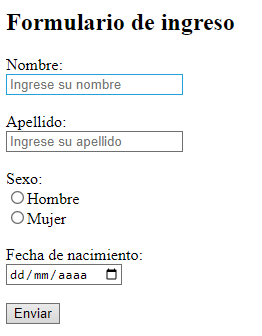 Formulario de ingreso
Nombre:
Ingrese su nombre
Apellido:
Ingrese su apellido
Sexo:
Hombre
Mujer
Fecha de nacimiento:
dd/mm/aaaa
Enviar